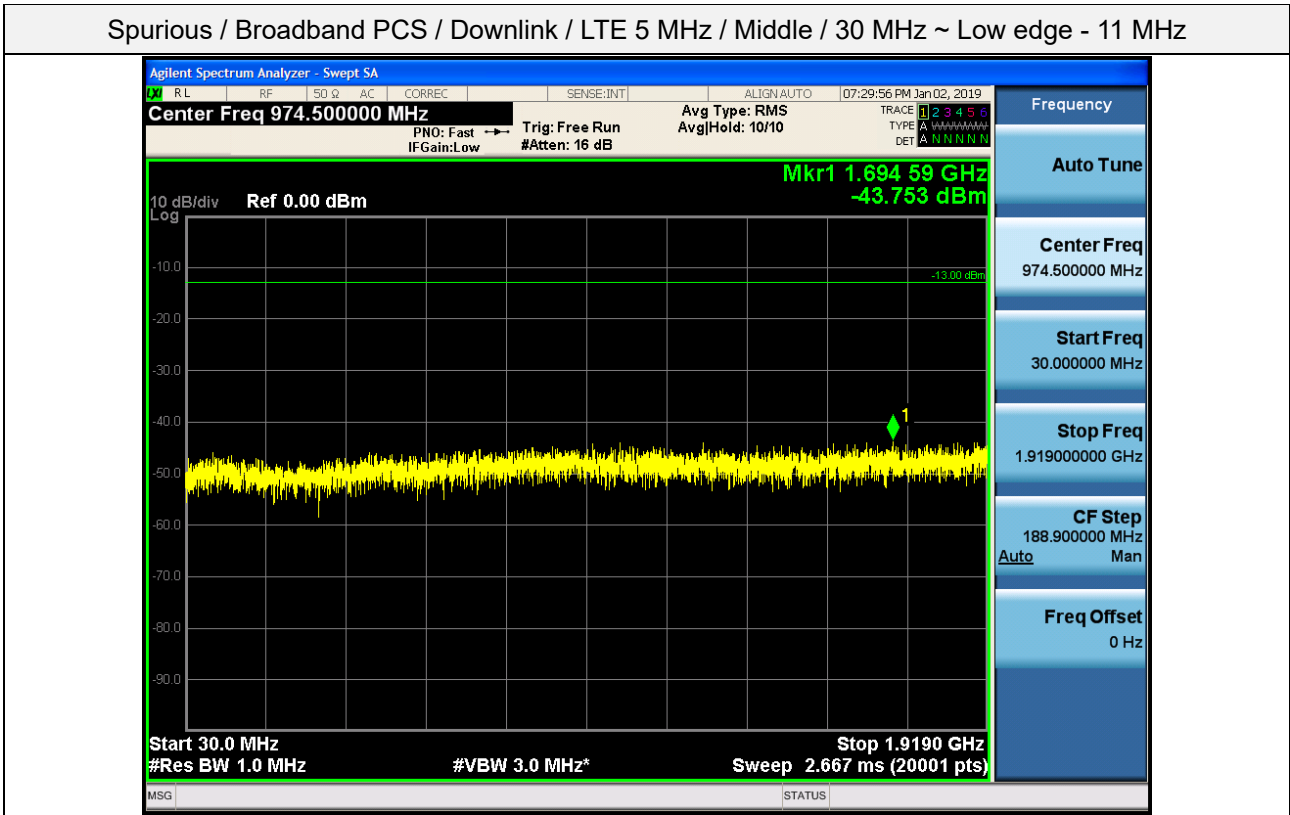 Spurious / Broadband PCS / Downlink / LTE 5 MHz / Middle / 30 MHz ~ Low edge - 11 MHz
Agilent Spectrum Analyzer - Swept SA
LXI RL RF 50 Ω AC CORREC SENSE:INT ALIGN AUTO 07:29:56 PM Jan 02, 2019
Center Freq 974.500000 MHz
PNO: Fast
IFGain:Low
Trig: Free Run
#Atten: 16 dB
Avg Type: RMS
Avg|Hold: 10/10
TRACE 1 2 3 4 5 6
TYPE A
DET A N N N N N
Mkr1 1.694 59 GHz
-43.753 dBm
10 dB/div Ref 0.00 dBm
Log
-10.0
-13.00 dBm
-20.0
-30.0
-40.0
1
-50.0
-60.0
-70.0
-80.0
-90.0
Start 30.0 MHz Stop 1.9190 GHz
#Res BW 1.0 MHz #VBW 3.0 MHz* Sweep 2.667 ms (20001 pts)
MSG STATUS
Frequency
Auto Tune
Center Freq
974.500000 MHz
Start Freq
30.000000 MHz
Stop Freq
1.919000000 GHz
CF Step
188.900000 MHz
Auto Man
Freq Offset
0 Hz